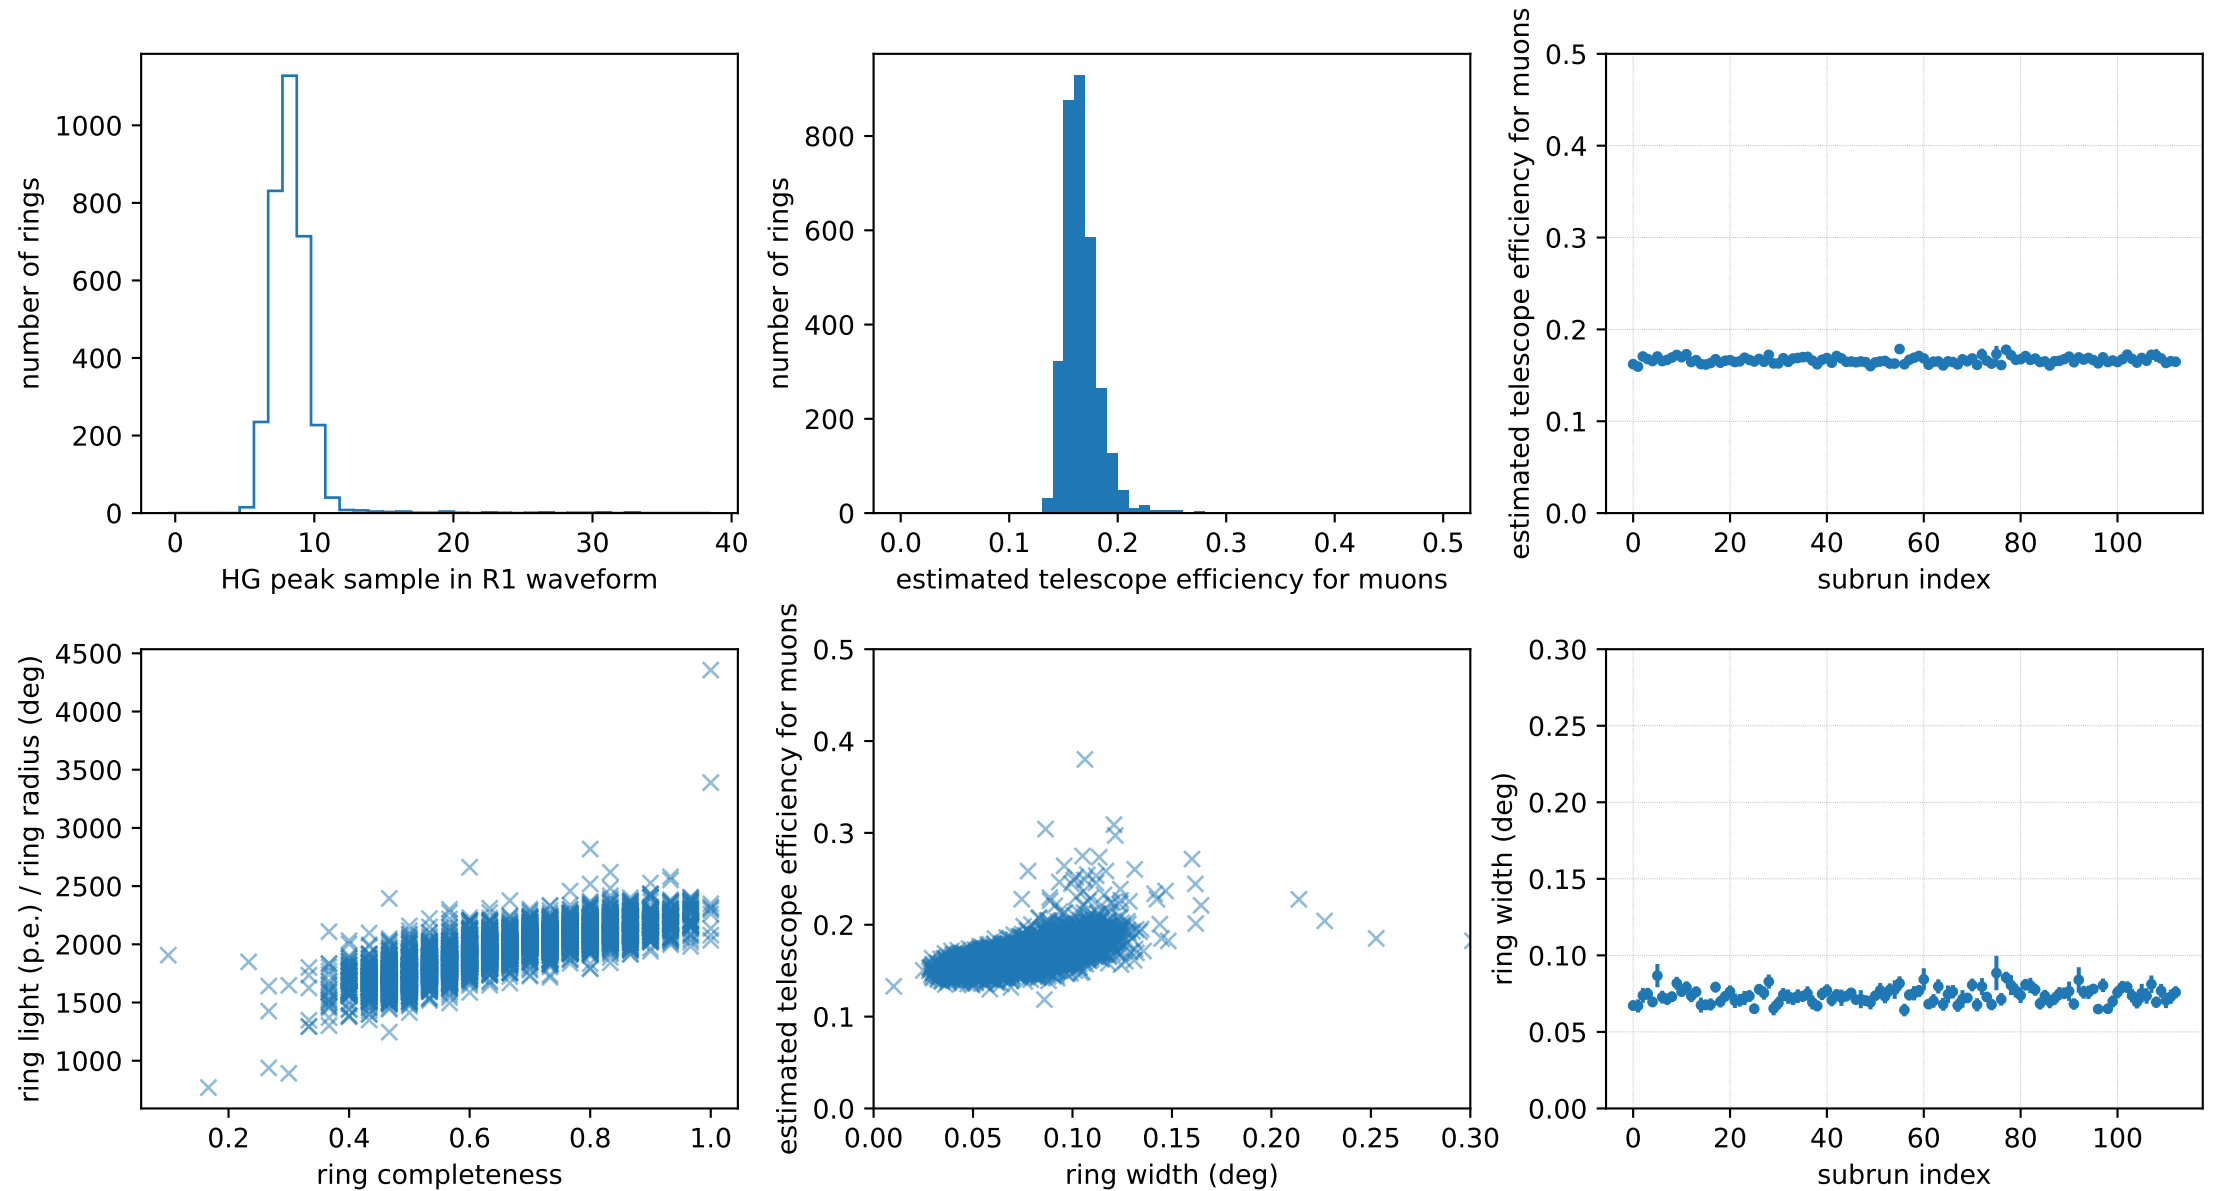 number of rings
1000
800
600
400
200
0
0 10 20 30 40
HG peak sample in R1 waveform
number of rings
800
600
400
200
0
0.0 0.1 0.2 0.3 0.4 0.5
estimated telescope efficiency for muons
estimated telescope efficiency for muons
0.5
0.4
0.3
0.2
0.1
0.0
0 20 40 60 80 100
subrun index
ring light (p.e.) / ring radius (deg)
4500
4000
3500
3000
2500
2000
1500
1000
0.2 0.4 0.6 0.8 1.0
ring completeness
estimated telescope efficiency for muons
0.5
0.4
0.3
0.2
0.1
0.0
0.00 0.05 0.10 0.15 0.20 0.25 0.30
ring width (deg)
ring width (deg)
0.30
0.25
0.20
0.15
0.10
0.05
0.00
0 20 40 60 80 100
subrun index